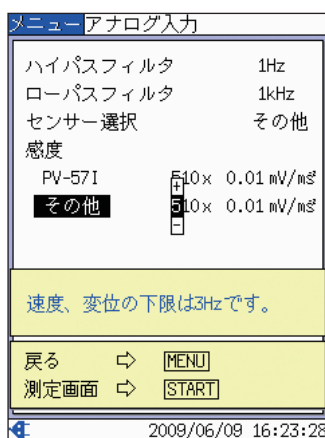 メニュー アナログ入力
ハイパスフィルタ 1Hz
ローパスフィルタ 1kHz
センサー選択 その他
感度
PV-57I 510× 0.01 mV/㎨
+
その他 510× 0.01 mV/㎨
-
速度、変位の下限は3Hzです。
戻る ⇨ MENU
測定画面 ⇨ START
2009/06/09 16:23:28